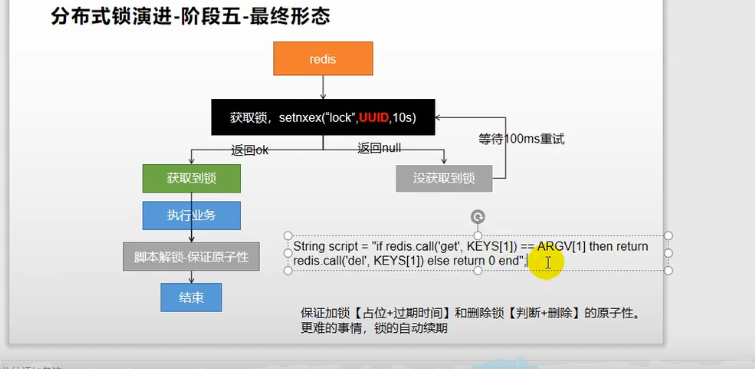 分布式锁演进-阶段五-最终形态
redis
获取锁，setnxex("lock",UUID,10s)
等待100ms重试
返回ok
返回null
获取到锁
没获取到锁
执行业务
脚本解锁-保证原子性
String script = "if redis.call('get', KEYS[1]) == ARGV[1] then return
redis.call('del', KEYS[1]) else return 0 end";
结束
保证加锁【占位+过期时间】和删除锁【判断+删除】的原子性。
更难的事情，锁的自动续期